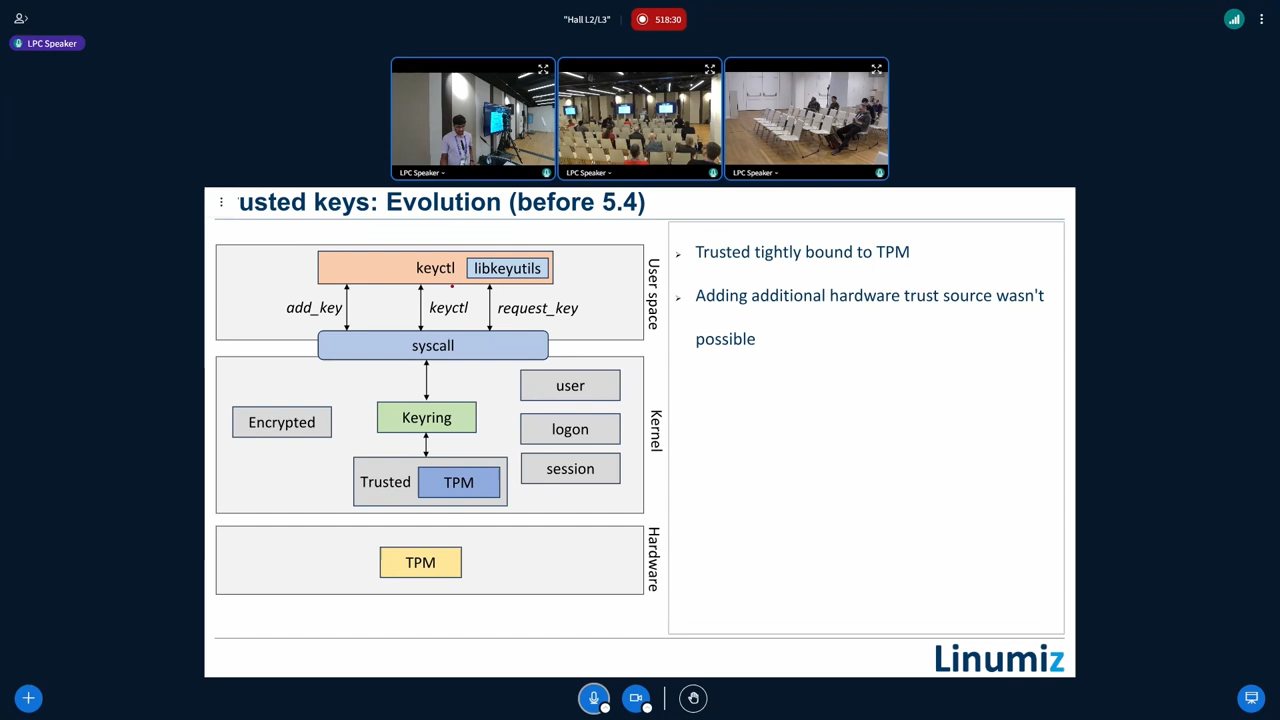 "Hall L2/L3"
518:30
LPC Speaker
LPC Speaker
LPC Speaker
LPC Speaker
usted keys: Evolution (before 5.4)
keyctl
libkeyutils
add_key
keyctl
request_key
User space
syscall
Encrypted
Keyring
user
logon
session
Trusted
TPM
Kernel
TPM
Hardware
Trusted tightly bound to TPM
Adding additional hardware trust source wasn't
possible
Linumiz